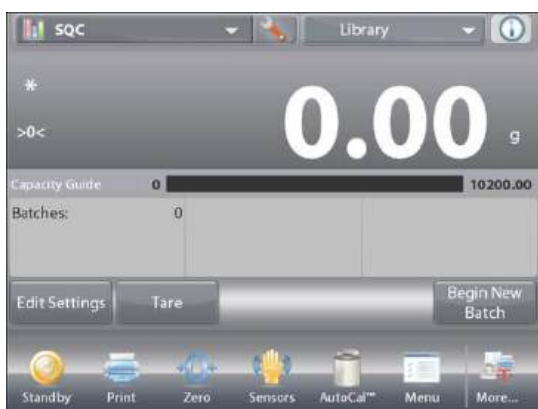 SQC Library
*
>0<
0.00 g
Capacity Guide 0 10200.00
Batches: 0
Edit Settings Tare Begin New
Batch
Standby Print Zero Sensors AutoCal™ Menu More...